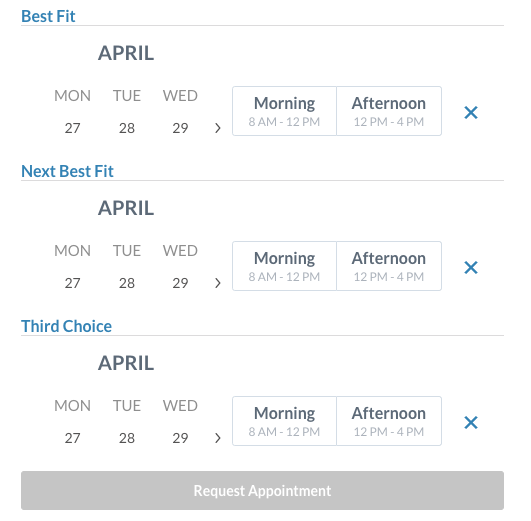 Best Fit
APRIL
MON TUE WED
27 28 29
Morning Afternoon
8 AM - 12 PM 12 PM - 4 PM
Next Best Fit
APRIL
MON TUE WED
27 28 29
Morning Afternoon
8 AM - 12 PM 12 PM - 4 PM
Third Choice
APRIL
MON TUE WED
27 28 29
Morning Afternoon
8 AM - 12 PM 12 PM - 4 PM
Request Appointment